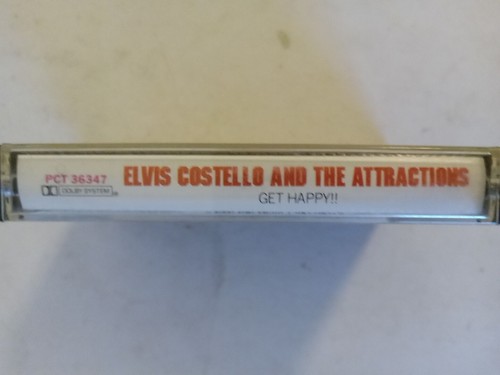 PCT 36347
DOLBY SYSTEM
ELVIS COSTELLO AND THE ATTRACTIONS
GET HAPPY!!